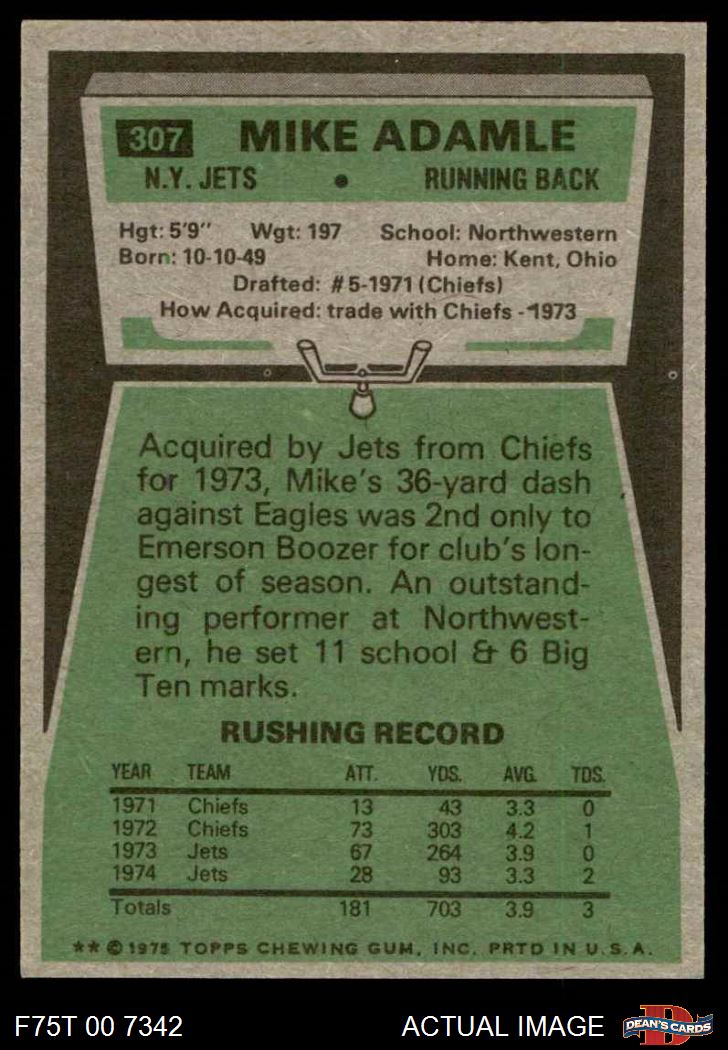 307 MIKE ADAMLE
N.Y. JETS • RUNNING BACK
Hgt: 5'9" Wgt: 197 School: Northwestern
Born: 10-10-49 Home: Kent, Ohio
Drafted: #5-1971 (Chiefs)
How Acquired: trade with Chiefs - 1973
Acquired by Jets from Chiefs
for 1973, Mike's 36-yard dash
against Eagles was 2nd only to
Emerson Boozer for club's lon-
gest of season. An outstand-
ing performer at Northwest-
ern, he set 11 school & 6 Big
Ten marks.
RUSHING RECORD
YEAR TEAM ATT. YDS. AVG. TDS.
1971 Chiefs 13 43 3.3 0
1972 Chiefs 73 303 4.2 1
1973 Jets 67 264 3.9 0
1974 Jets 28 93 3.3 2
Totals 181 703 3.9 3
** © 1975 TOPPS CHEWING GUM, INC. PRTD IN U.S.A.
F75T 00 7342 ACTUAL IMAGE D DEAN'S CARDS